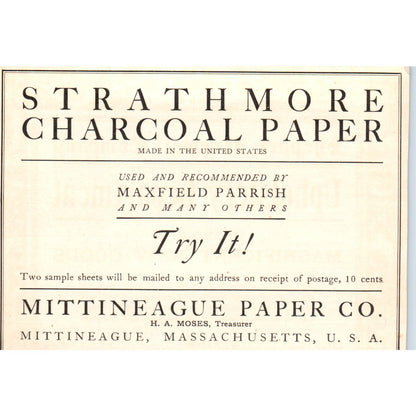 STRATHMORE
CHARCOAL PAPER
MADE IN THE UNITED STATES
USED AND RECOMMENDED BY
MAXFIELD PARRISH
AND MANY OTHERS
Try It!
Two sample sheets will be mailed to any address on receipt of postage, 10 cents
MITTINEAGUE PAPER CO.
H. A. MOSES, Treasurer
MITTINEAGUE, MASSACHUSETTS, U. S. A.